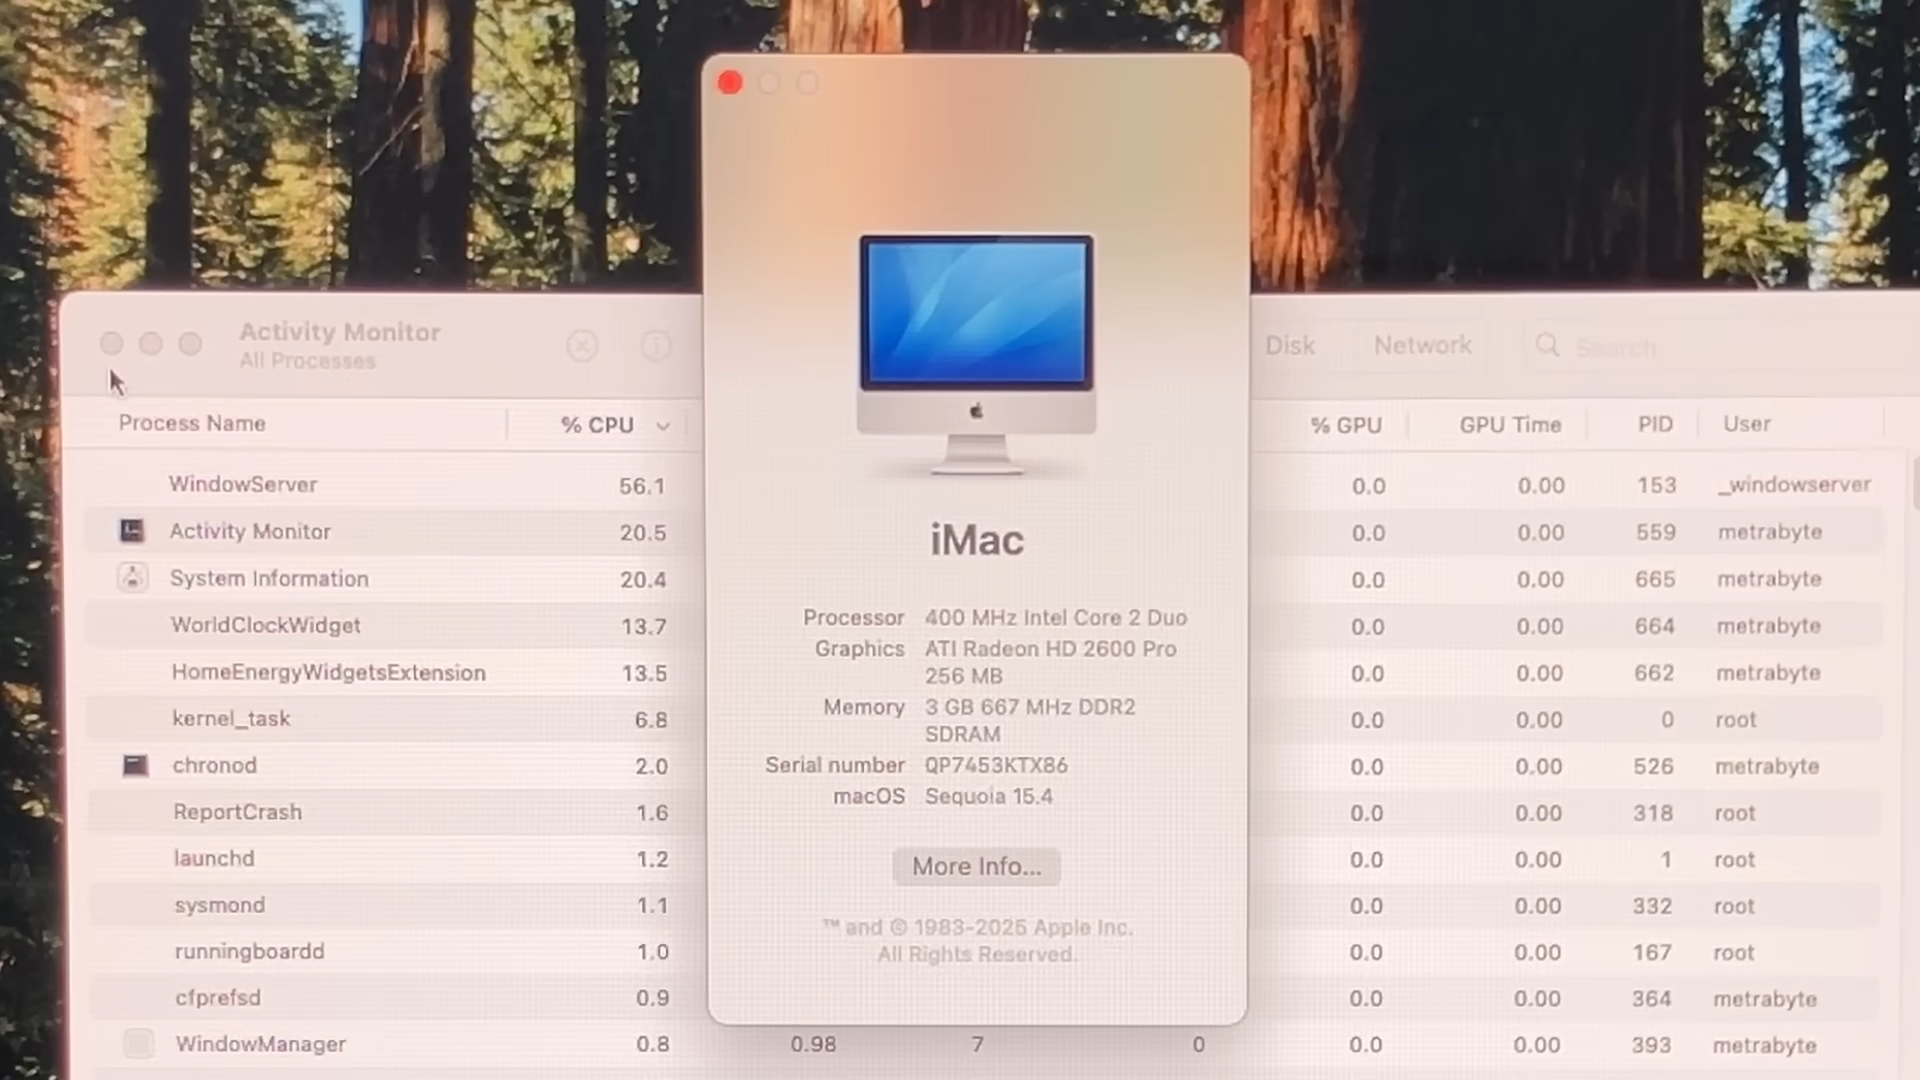 Activity Monitor
All Processes
Disk
Network
Search
Process Name
% CPU
% GPU
GPU Time
PID
User
WindowServer 56.1 0.0 0.00 153 _windowserver
Activity Monitor 20.5 0.0 0.00 559 metrabyte
System Information 20.4 0.0 0.00 665 metrabyte
WorldClockWidget 13.7 0.0 0.00 664 metrabyte
HomeEnergyWidgetsExtension 13.5 0.0 0.00 662 metrabyte
kernel_task 6.8 0.0 0.00 0 root
chronod 2.0 0.0 0.00 526 metrabyte
ReportCrash 1.6 0.0 0.00 318 root
launchd 1.2 0.0 0.00 1 root
sysmond 1.1 0.0 0.00 332 root
runningboardd 1.0 0.0 0.00 167 root
cfprefsd 0.9 0.0 0.00 364 metrabyte
WindowManager 0.8 0.98 7 0 0.0 0.00 393 metrabyte
iMac
Processor 400 MHz Intel Core 2 Duo
Graphics ATI Radeon HD 2600 Pro
256 MB
Memory 3 GB 667 MHz DDR2
SDRAM
Serial number QP7453KTX86
macOS Sequoia 15.4
More Info...
™ and © 1983-2025 Apple Inc.
All Rights Reserved.